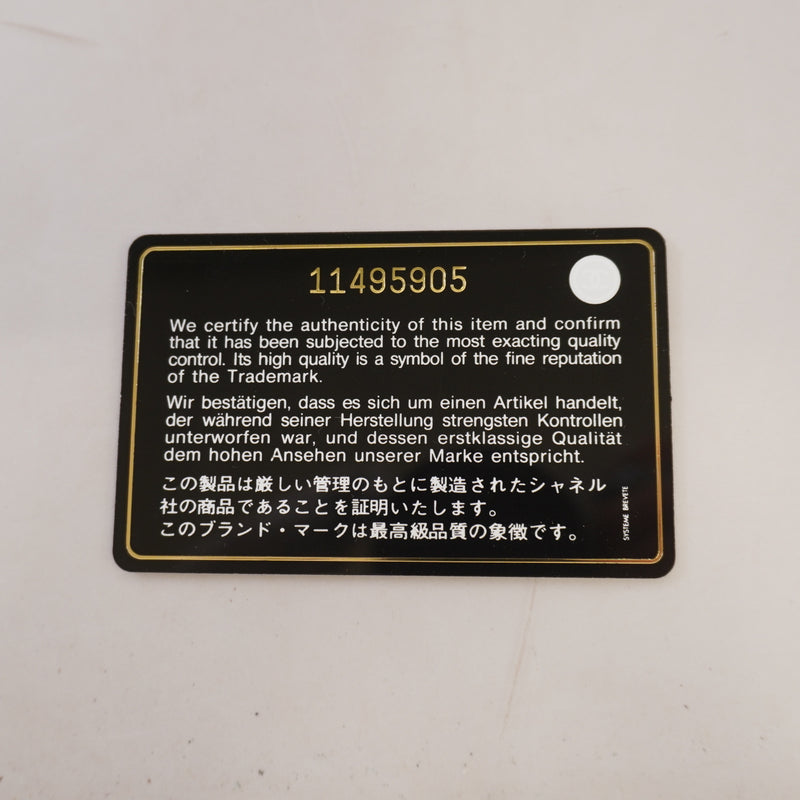 11495905
We certify the authenticity of this item and confirm
that it has been subjected to the most exacting quality
control. Its high quality is a symbol of the fine reputation
of the Trademark.
Wir bestätigen, dass es sich um einen Artikel handelt,
der während seiner Herstellung strengsten Kontrollen
unterworfen war, und dessen erstklassige Qualität
dem hohen Ansehen unserer Marke entspricht.
この製品は厳しい管理のもとに製造されたシャネル
社の商品であることを証明いたします。
このブランド・マークは最高級品質の象徴です。
SYSTEME BREVETE